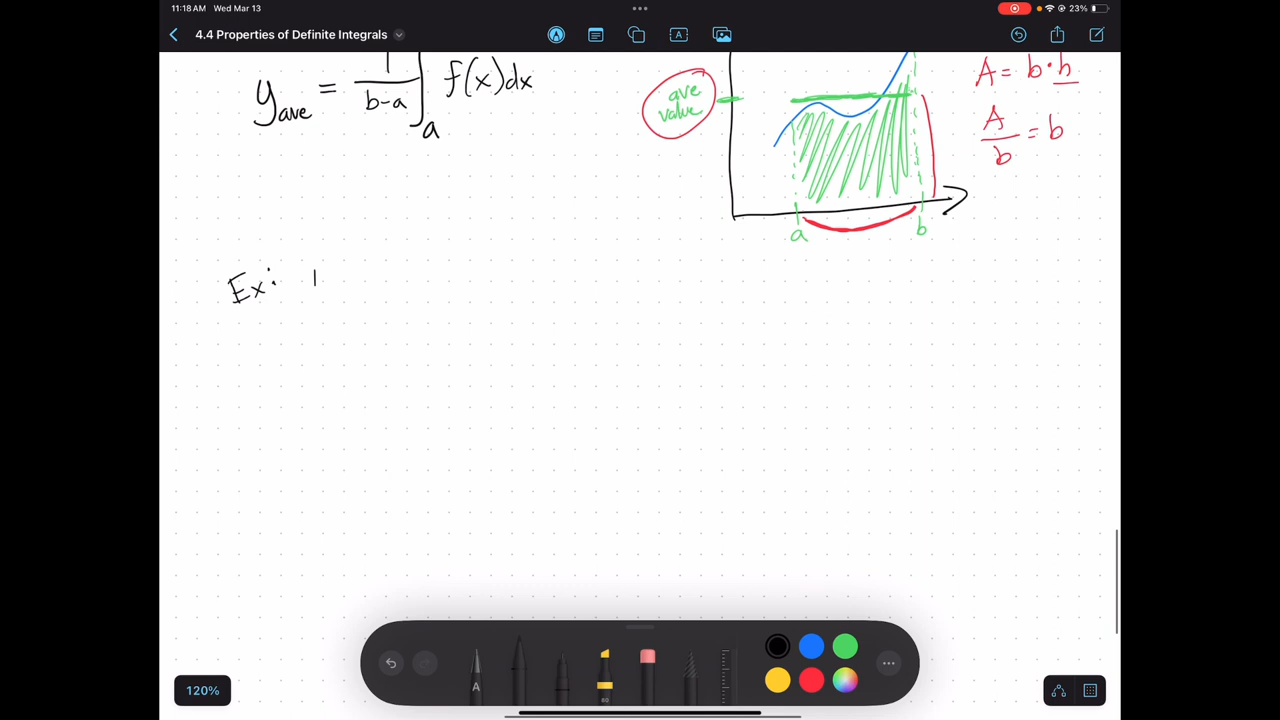 11:18 AM Wed Mar 13
23%
4.4 Properties of Definite Integrals
y_ave = 1/(b-a) ∫_a f(x)dx
ave
value
a
b
A = b·h
A/b = b
Ex:
120%
A
80